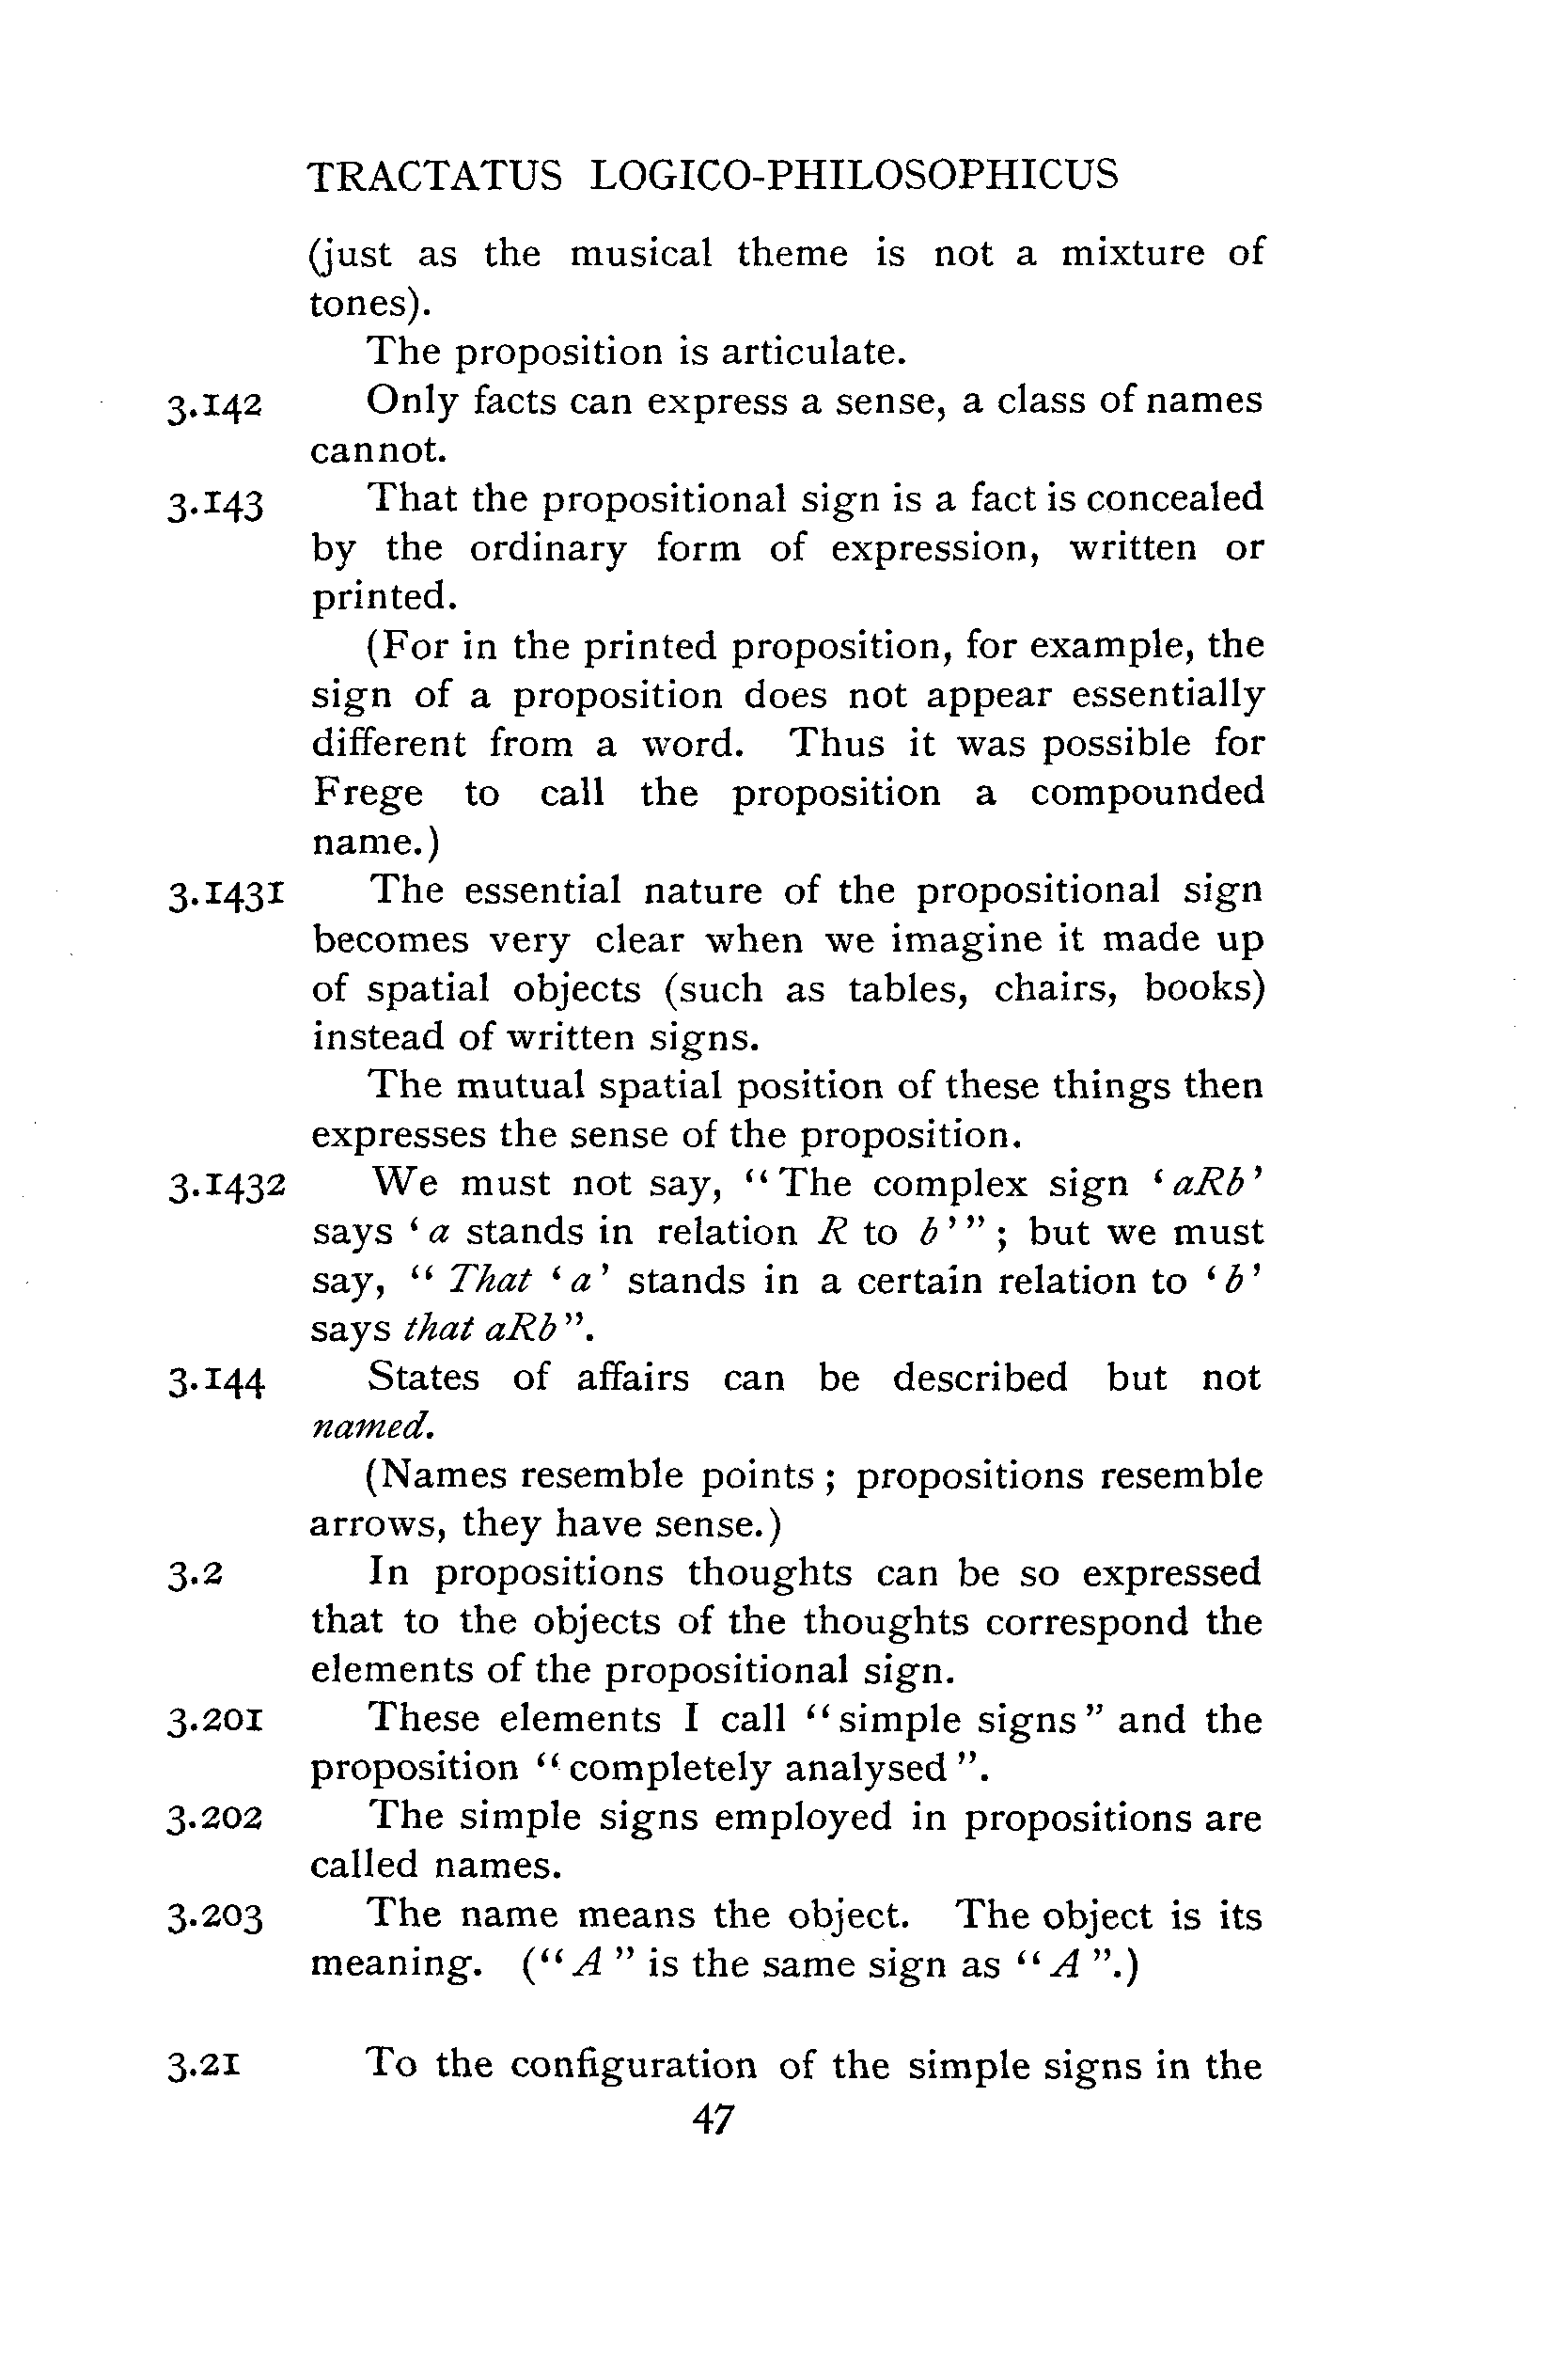 TRACTATUS LOGICO-PHILOSOPHICUS
(just as the musical theme is not a mixture of
tones).
The proposition is articulate.
3.142 Only facts can express a sense, a class of names
cannot.
3.143 That the propositional sign is a fact is concealed
by the ordinary form of expression, written or
printed.
(For in the printed proposition, for example, the
sign of a proposition does not appear essentially
different from a word. Thus it was possible for
Frege to call the proposition a compounded
name.)
3.1431 The essential nature of the propositional sign
becomes very clear when we imagine it made up
of spatial objects (such as tables, chairs, books)
instead of written signs.
The mutual spatial position of these things then
expresses the sense of the proposition.
3.1432 We must not say, “The complex sign ‘aRb’
says ‘a stands in relation R to b’”; but we must
say, “That ‘a’ stands in a certain relation to ‘b’
says that aRb”.
3.144 States of affairs can be described but not
named.
(Names resemble points; propositions resemble
arrows, they have sense.)
3.2 In propositions thoughts can be so expressed
that to the objects of the thoughts correspond the
elements of the propositional sign.
3.201 These elements I call “simple signs” and the
proposition “completely analysed”.
3.202 The simple signs employed in propositions are
called names.
3.203 The name means the object. The object is its
meaning. (“A” is the same sign as “A”.)
3.21 To the configuration of the simple signs in the
47